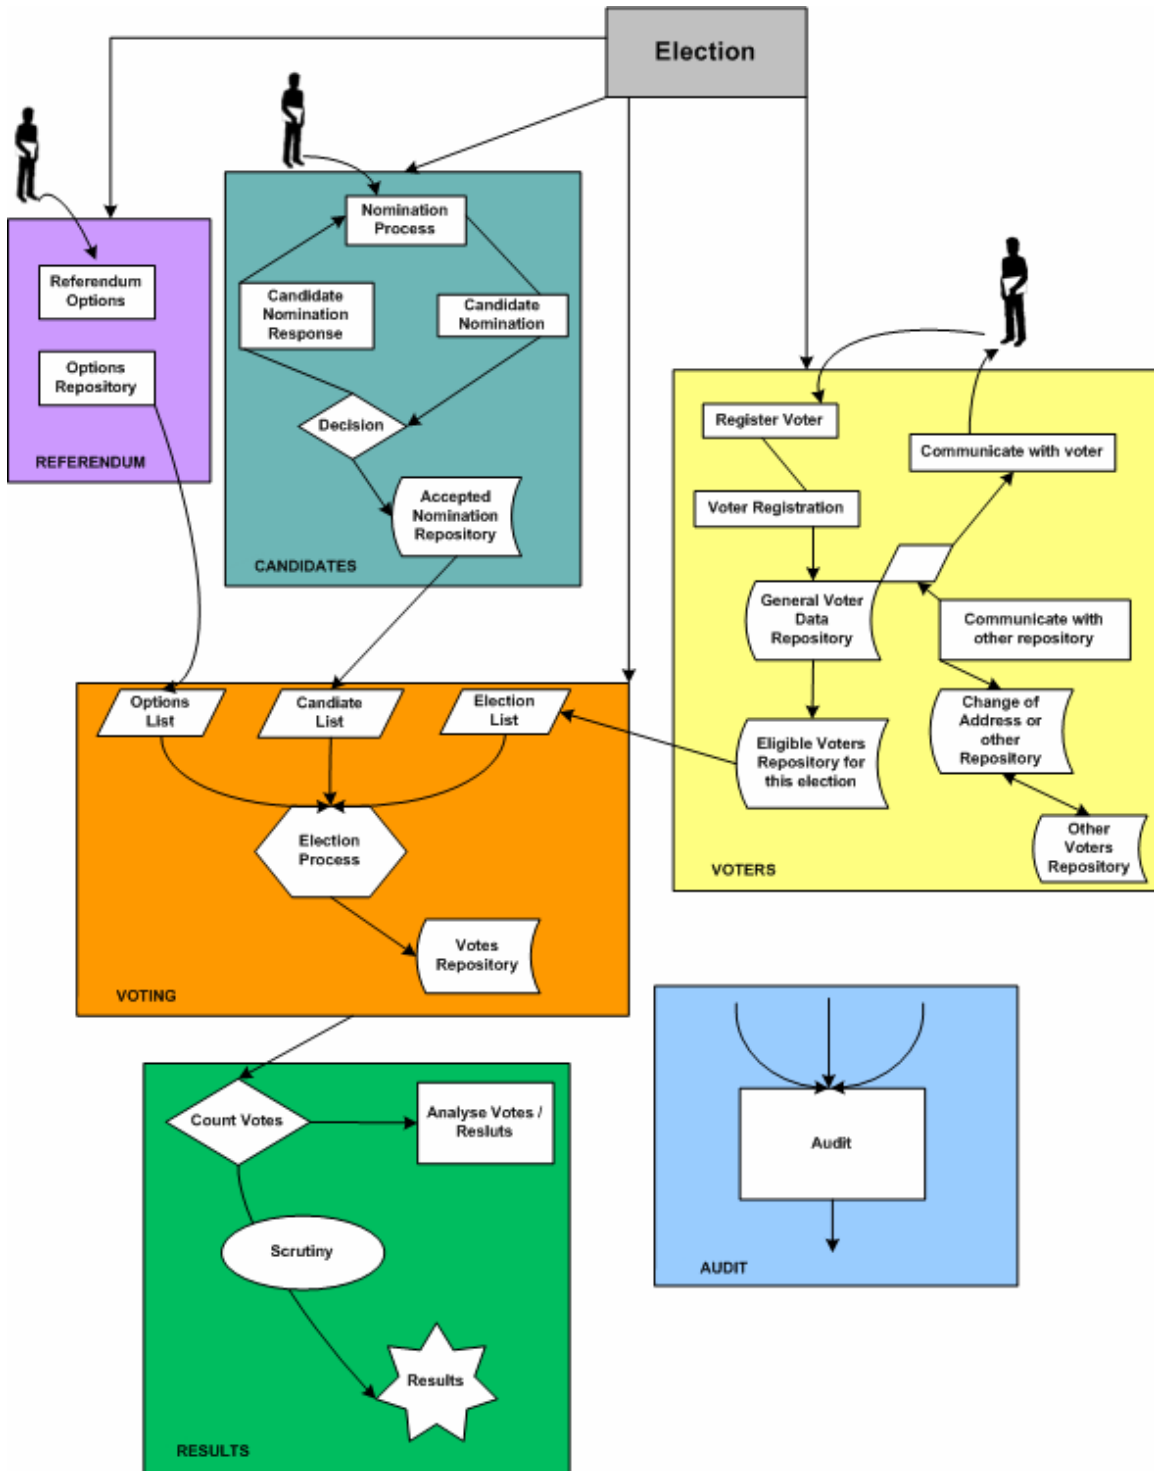 Election
Referendum
Options
Options
Repository
REFERENDUM
Nomination
Process
Candidate
Nomination
Response
Candidate
Nomination
Decision
Accepted
Nomination
Repository
CANDIDATES
Register Voter
Communicate with voter
Voter Registration
General Voter
Data
Repository
Communicate with
other repository
Change of
Address or
other
Repository
Eligible Voters
Repository for
this election
Other
Voters
Repository
VOTERS
Options
List
Candiate
List
Election
List
Election
Process
Votes
Repository
VOTING
Count Votes
Analyse Votes /
Resluts
Scrutiny
Results
RESULTS
Audit
AUDIT